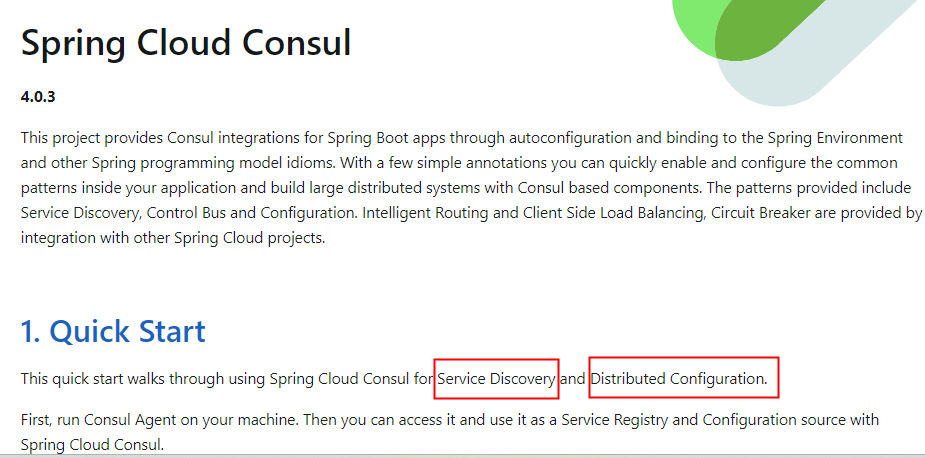 Spring Cloud Consul
4.0.3
This project provides Consul integrations for Spring Boot apps through autoconfiguration and binding to the Spring Environment
and other Spring programming model idioms. With a few simple annotations you can quickly enable and configure the common
patterns inside your application and build large distributed systems with Consul based components. The patterns provided include
Service Discovery, Control Bus and Configuration. Intelligent Routing and Client Side Load Balancing, Circuit Breaker are provided by
integration with other Spring Cloud projects.
1. Quick Start
This quick start walks through using Spring Cloud Consul for Service Discovery and Distributed Configuration.
First, run Consul Agent on your machine. Then you can access it and use it as a Service Registry and Configuration source with
Spring Cloud Consul.